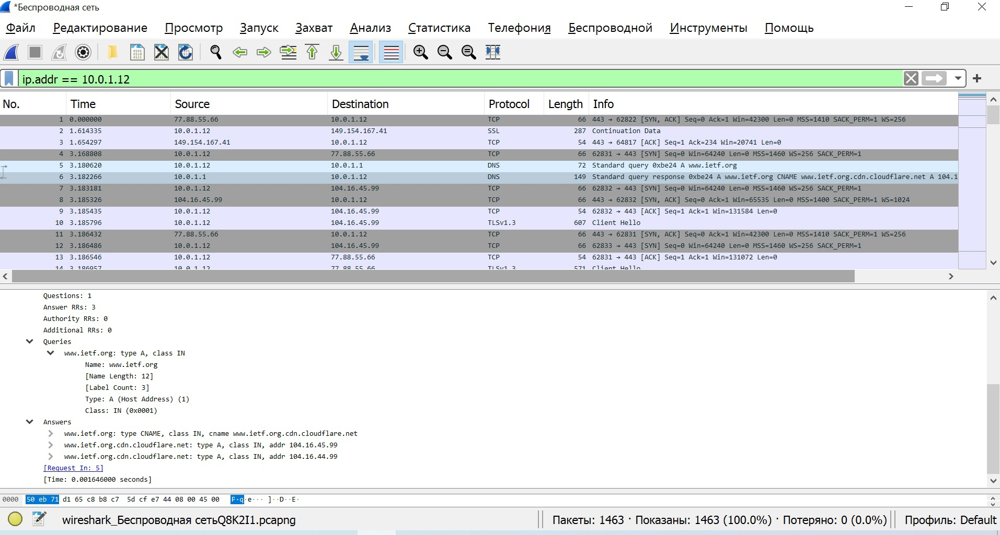 *Беспроводная сеть
Файл Редактирование Просмотр Запуск Захват Анализ Статистика Телефония Беспроводной Инструменты Помощь
ip.addr == 10.0.1.12
No. Time Source Destination Protocol Length Info
1 0.000000 77.88.55.66 10.0.1.12 TCP 66 443 → 62822 [SYN, ACK] Seq=0 Ack=1 Win=42300 Len=0 MSS=1410 SACK_PERM=1 WS=256
2 1.614335 10.0.1.12 149.154.167.41 SSL 287 Continuation Data
3 1.654297 149.154.167.41 10.0.1.12 TCP 54 443 → 64817 [ACK] Seq=1 Ack=234 Win=20741 Len=0
4 3.168808 10.0.1.12 77.88.55.66 TCP 66 62831 → 443 [SYN] Seq=0 Win=64240 Len=0 MSS=1460 WS=256 SACK_PERM=1
5 3.180620 10.0.1.12 10.0.1.1 DNS 72 Standard query 0xbe24 A www.ietf.org
6 3.182266 10.0.1.1 10.0.1.12 DNS 149 Standard query response 0xbe24 A www.ietf.org CNAME www.ietf.org.cdn.cloudflare.net A 104.1
7 3.183181 10.0.1.12 104.16.45.99 TCP 66 62832 → 443 [SYN] Seq=0 Win=64240 Len=0 MSS=1460 WS=256 SACK_PERM=1
8 3.185326 104.16.45.99 10.0.1.12 TCP 66 443 → 62832 [SYN, ACK] Seq=0 Ack=1 Win=65535 Len=0 MSS=1400 SACK_PERM=1 WS=1024
9 3.185435 10.0.1.12 104.16.45.99 TCP 54 62832 → 443 [ACK] Seq=1 Ack=1 Win=131584 Len=0
10 3.185796 10.0.1.12 104.16.45.99 TLSv1.3 607 Client Hello
11 3.186432 77.88.55.66 10.0.1.12 TCP 66 443 → 62831 [SYN, ACK] Seq=0 Ack=1 Win=42300 Len=0 MSS=1410 SACK_PERM=1 WS=256
12 3.186486 10.0.1.12 104.16.45.99 TCP 66 62833 → 443 [SYN] Seq=0 Win=64240 Len=0 MSS=1460 WS=256 SACK_PERM=1
13 3.186546 10.0.1.12 77.88.55.66 TCP 54 62831 → 443 [ACK] Seq=1 Ack=1 Win=131072 Len=0
14 3.186957 10.0.1.12 77.88.55.66 TLSv1.3 571 Client Hello
Questions: 1
Answer RRs: 3
Authority RRs: 0
Additional RRs: 0
Queries
www.ietf.org: type A, class IN
Name: www.ietf.org
[Name Length: 12]
[Label Count: 3]
Type: A (Host Address) (1)
Class: IN (0x0001)
Answers
www.ietf.org: type CNAME, class IN, cname www.ietf.org.cdn.cloudflare.net
www.ietf.org.cdn.cloudflare.net: type A, class IN, addr 104.16.45.99
www.ietf.org.cdn.cloudflare.net: type A, class IN, addr 104.16.44.99
[Request In: 5]
[Time: 0.001646000 seconds]
0000 50 eb 71 d1 65 c8 b8 c7 5d cf e7 44 08 00 45 00 P·q·e··· ]··D··E·
wireshark_Беспроводная сетьQ8K2I1.pcapng Пакеты: 1463 · Показаны: 1463 (100.0%) · Потеряно: 0 (0.0%) Профиль: Default